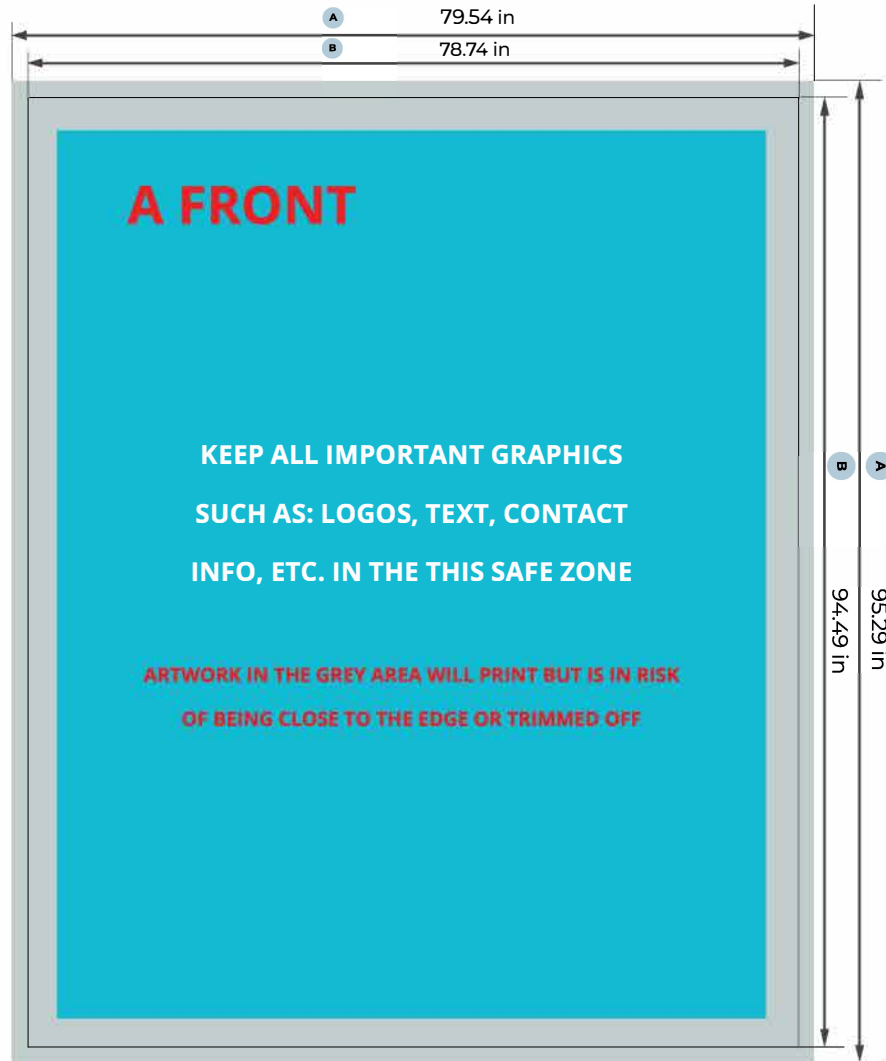 A 79.54 in
B 78.74 in
A FRONT
KEEP ALL IMPORTANT GRAPHICS
SUCH AS: LOGOS, TEXT, CONTACT
INFO, ETC. IN THE THIS SAFE ZONE
ARTWORK IN THE GREY AREA WILL PRINT BUT IS IN RISK
OF BEING CLOSE TO THE EDGE OR TRIMMED OFF
B 94.49 in
A 95.29 in